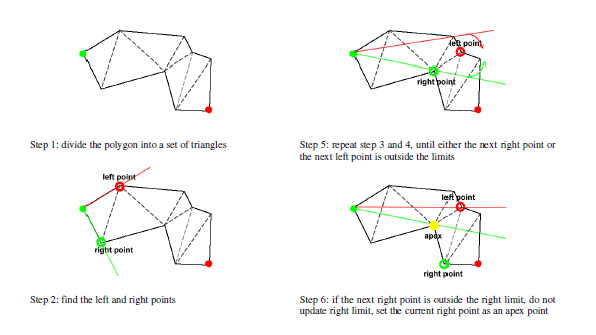 left point
right point
Step 1: divide the polygon into a set of triangles
Step 5: repeat step 3 and 4, until either the next right point or
the next left point is outside the limits
left point
right point
left point
apex
right point
Step 2: find the left and right points
Step 6: if the next right point is outside the right limit, do not
update right limit, set the current right point as an apex point